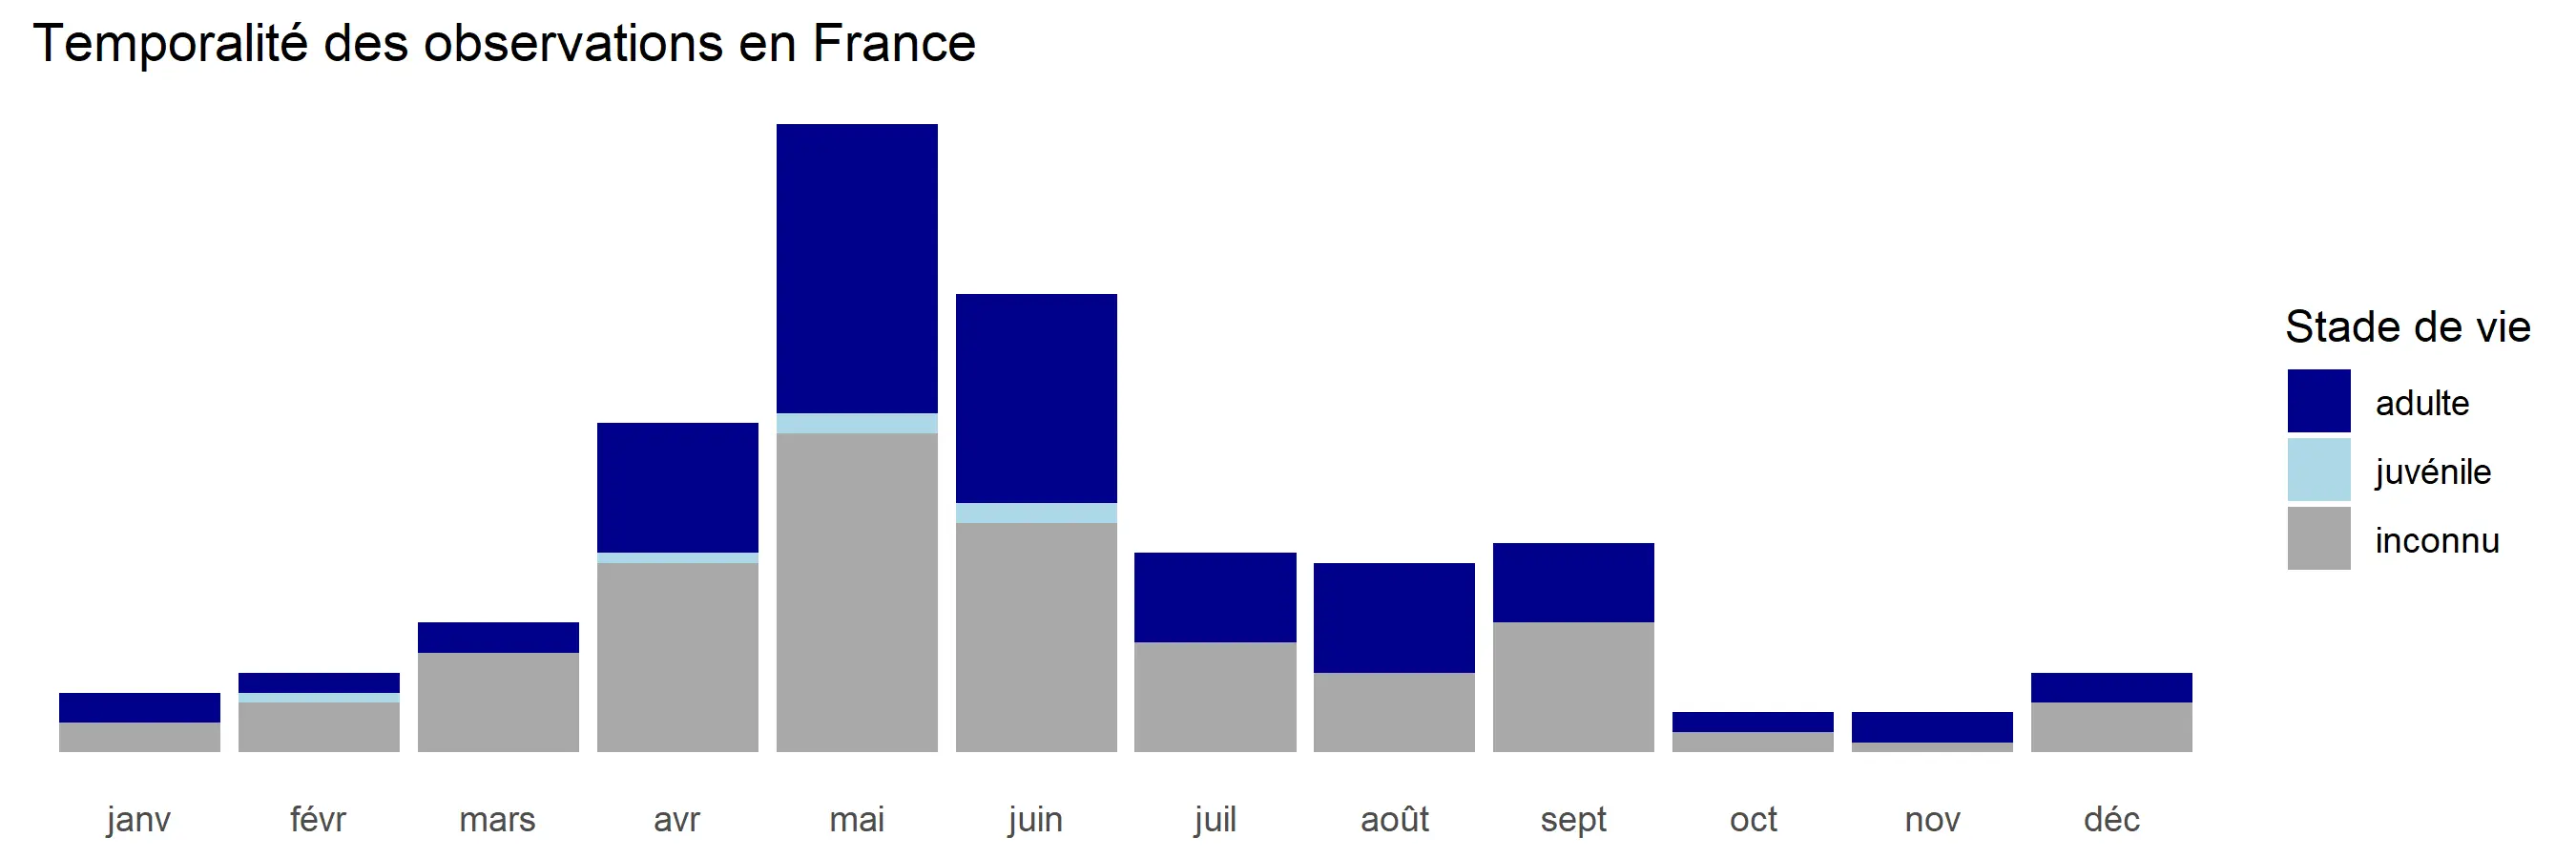 Temporalité des observations en France
Stade de vie
adulte
juvénile
inconnu
janv févr mars avr mai juin juil août sept oct nov déc